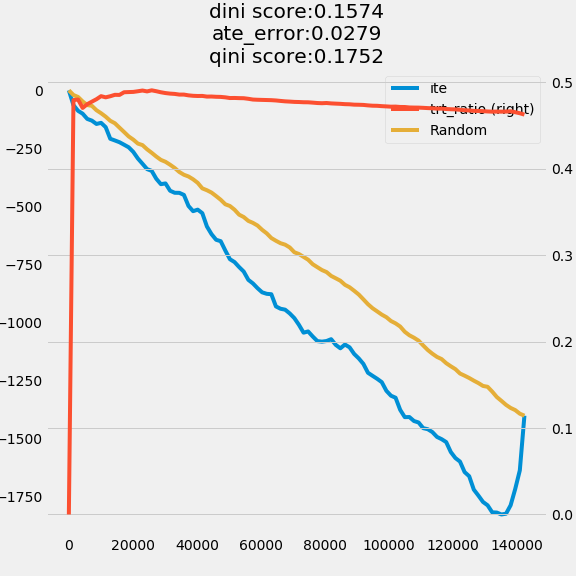 dini score:0.1574
ate_error:0.0279
qini score:0.1752
ite
trt_ratio (right)
Random
0
−250
−500
−750
−1000
−1250
−1500
−1750
0.5
0.4
0.3
0.2
0.1
0.0
0 20000 40000 60000 80000 100000 120000 140000